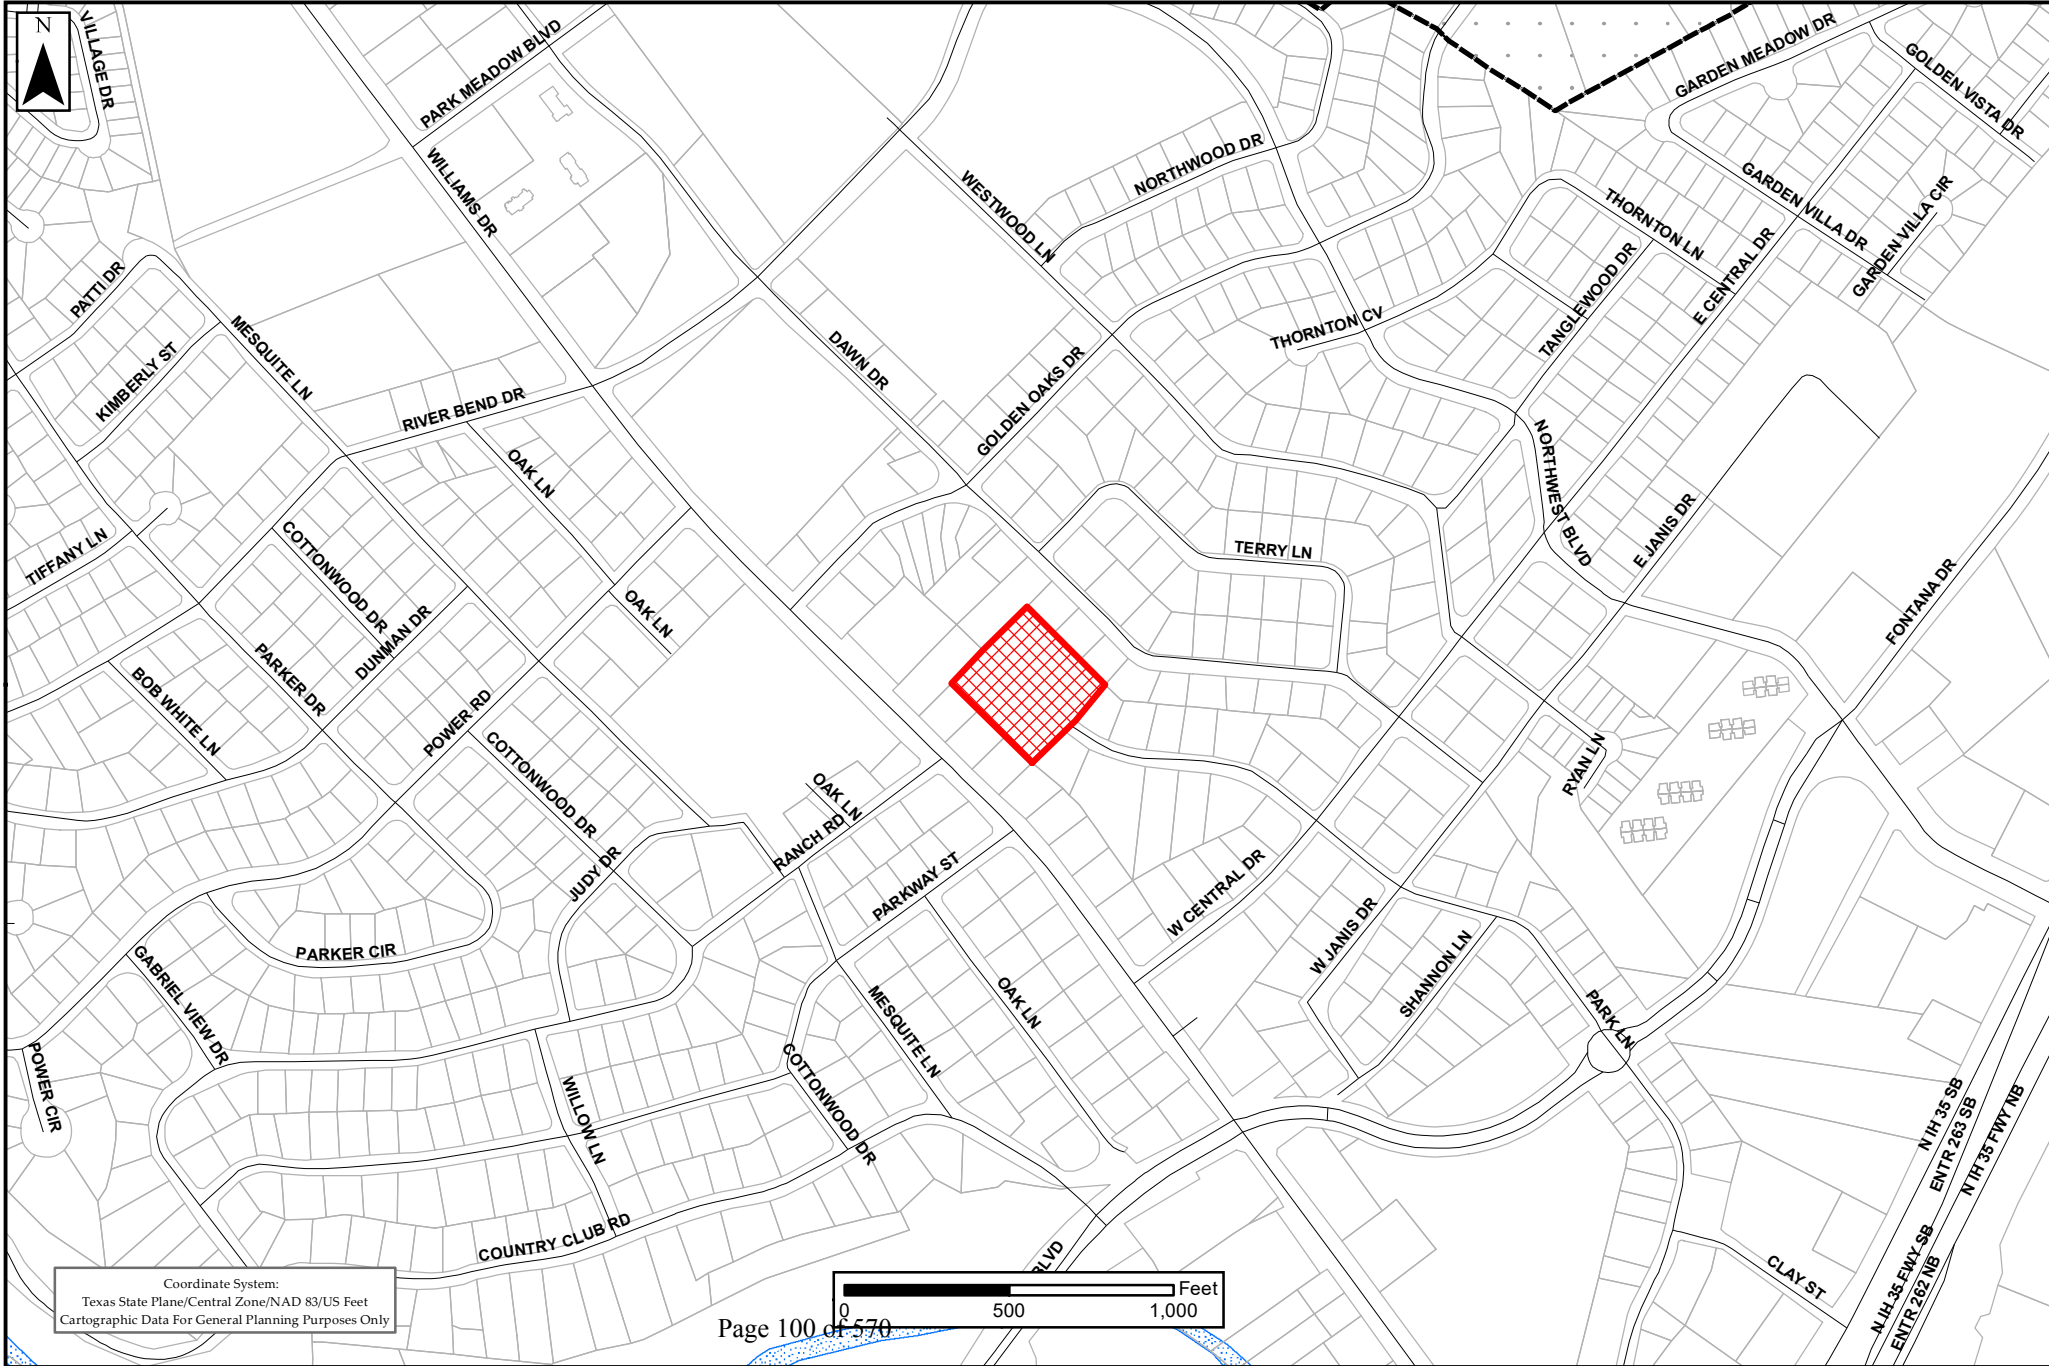 N
VILLAGE DR
PARK MEADOW BLVD
GARDEN MEADOW DR
GOLDEN VISTA DR
WILLIAMS DR
WESTWOOD LN
NORTHWOOD DR
GARDEN VILLA DR
GARDEN VILLA CIR
THORNTON LN
TANGLEWOOD DR
E CENTRAL DR
PATTI DR
KIMBERLY ST
MESQUITE LN
THORNTON CV
DAWN DR
GOLDEN OAKS DR
RIVER BEND DR
OAK LN
NORTHWEST BLVD
E JANIS DR
TIFFANY LN
COTTONWOOD DR
DUNMAN DR
OAK LN
TERRY LN
FONTANA DR
PARKER DR
BOB WHITE LN
POWER RD
COTTONWOOD DR
RYAN LN
OAK LN
RANCH RD
JUDY DR
PARKWAY ST
W CENTRAL DR
W JANIS DR
SHANNON LN
PARKER CIR
GABRIEL VIEW DR
MESQUITE LN
OAK LN
PARK LN
POWER CIR
WILLOW LN
COTTONWOOD DR
N IH 35 SB
ENTR 263 SB
N IH 35 FWY NB
COUNTRY CLUB RD
BLVD
CLAY ST
N IH 35 FWY SB
ENTR 262 NB
Coordinate System:
Texas State Plane/Central Zone/NAD 83/US Feet
Cartographic Data For General Planning Purposes Only
Feet
0 500 1,000
Page 100 of 570